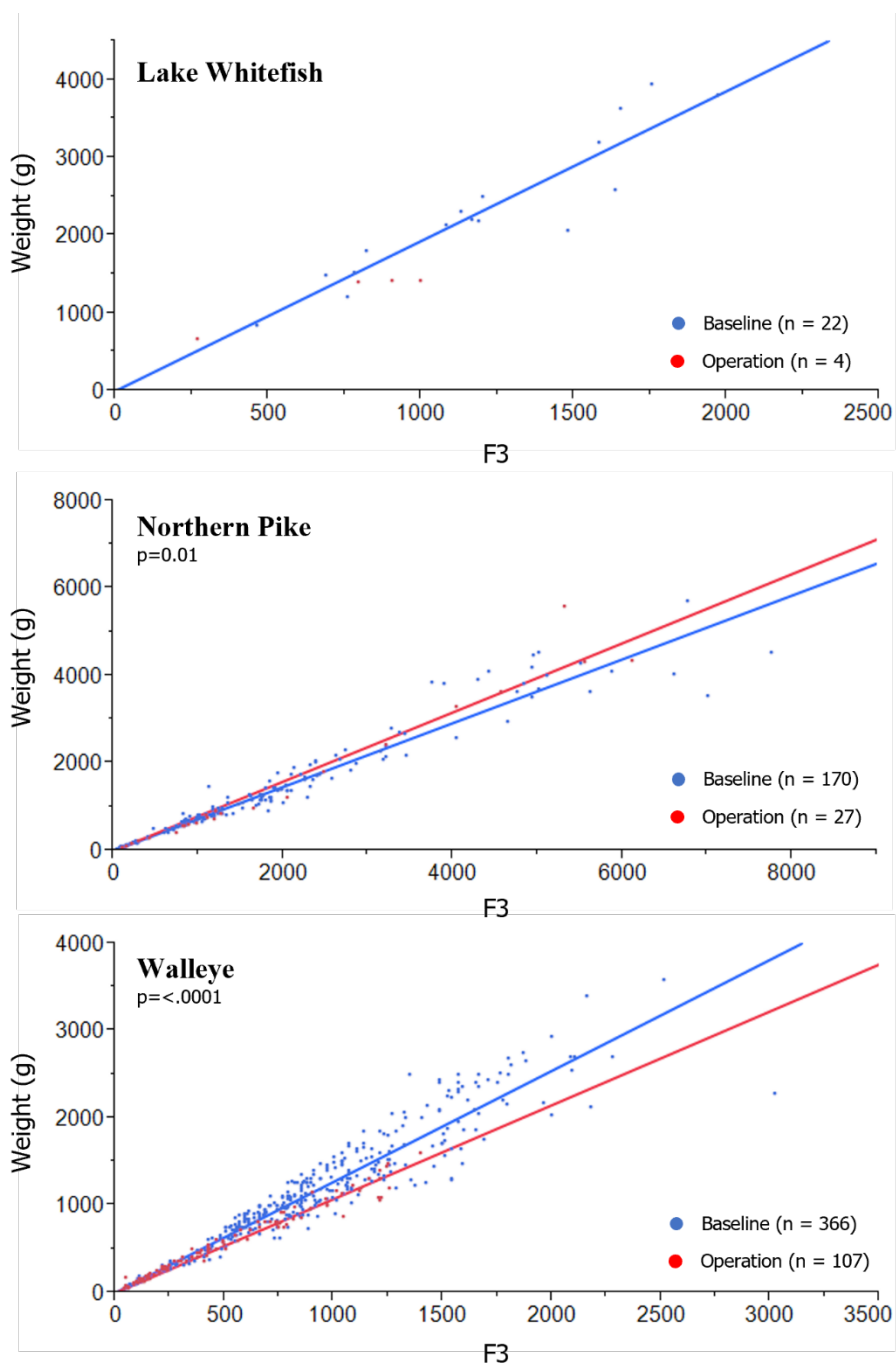 Lake Whitefish
4000
3000
2000
1000
0
Weight (g)
Baseline (n = 22)
Operation (n = 4)
0 500 1000 1500 2000 2500
F3
8000
6000
4000
2000
0
Northern Pike
p=0.01
Weight (g)
Baseline (n = 170)
Operation (n = 27)
0 2000 4000 6000 8000
F3
4000
3000
2000
1000
0
Walleye
p=<.0001
Weight (g)
Baseline (n = 366)
Operation (n = 107)
0 500 1000 1500 2000 2500 3000 3500
F3